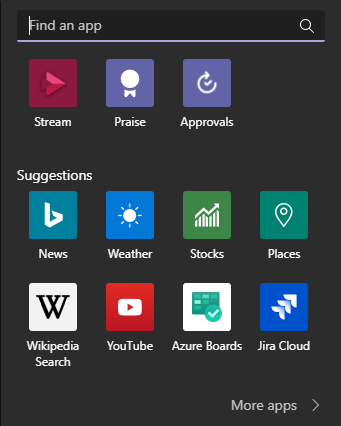 Find an app
Stream Praise Approvals
Suggestions
News Weather Stocks Places
Wikipedia Search YouTube Azure Boards Jira Cloud
More apps